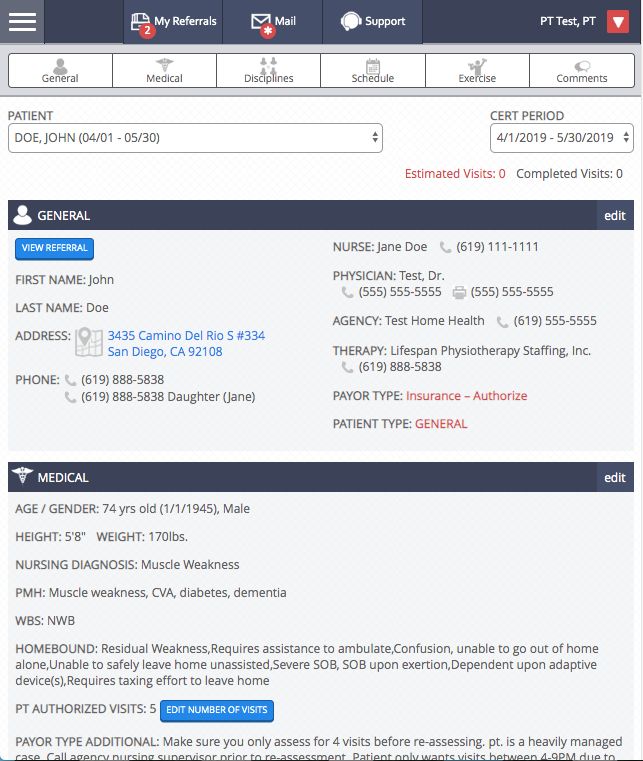 My Referrals
2
Mail
Support
PT Test, PT
General
Medical
Disciplines
Schedule
Exercise
Comments
PATIENT
DOE, JOHN (04/01 - 05/30)
CERT PERIOD
4/1/2019 - 5/30/2019
Estimated Visits: 0 Completed Visits: 0
GENERAL
edit
VIEW REFERRAL
FIRST NAME: John
LAST NAME: Doe
ADDRESS: 3435 Camino Del Rio S #334
San Diego, CA 92108
PHONE: (619) 888-5838
(619) 888-5838 Daughter (Jane)
NURSE: Jane Doe (619) 111-1111
PHYSICIAN: Test, Dr.
(555) 555-5555 (555) 555-5555
AGENCY: Test Home Health (619) 555-5555
THERAPY: Lifespan Physiotherapy Staffing, Inc.
(619) 888-5838
PAYOR TYPE: Insurance – Authorize
PATIENT TYPE: GENERAL
MEDICAL
edit
AGE / GENDER: 74 yrs old (1/1/1945), Male
HEIGHT: 5'8" WEIGHT: 170lbs.
NURSING DIAGNOSIS: Muscle Weakness
PMH: Muscle weakness, CVA, diabetes, dementia
WBS: NWB
HOMEBOUND: Residual Weakness,Requires assistance to ambulate,Confusion, unable to go out of home
alone,Unable to safely leave home unassisted,Severe SOB, SOB upon exertion,Dependent upon adaptive
device(s),Requires taxing effort to leave home
PT AUTHORIZED VISITS: 5 EDIT NUMBER OF VISITS
PAYOR TYPE ADDITIONAL: Make sure you only assess for 4 visits before re-assessing. pt. is a heavily managed
case. Call agency nursing supervisor prior to re-assessment. Patient only wants visits between 4-9PM due to